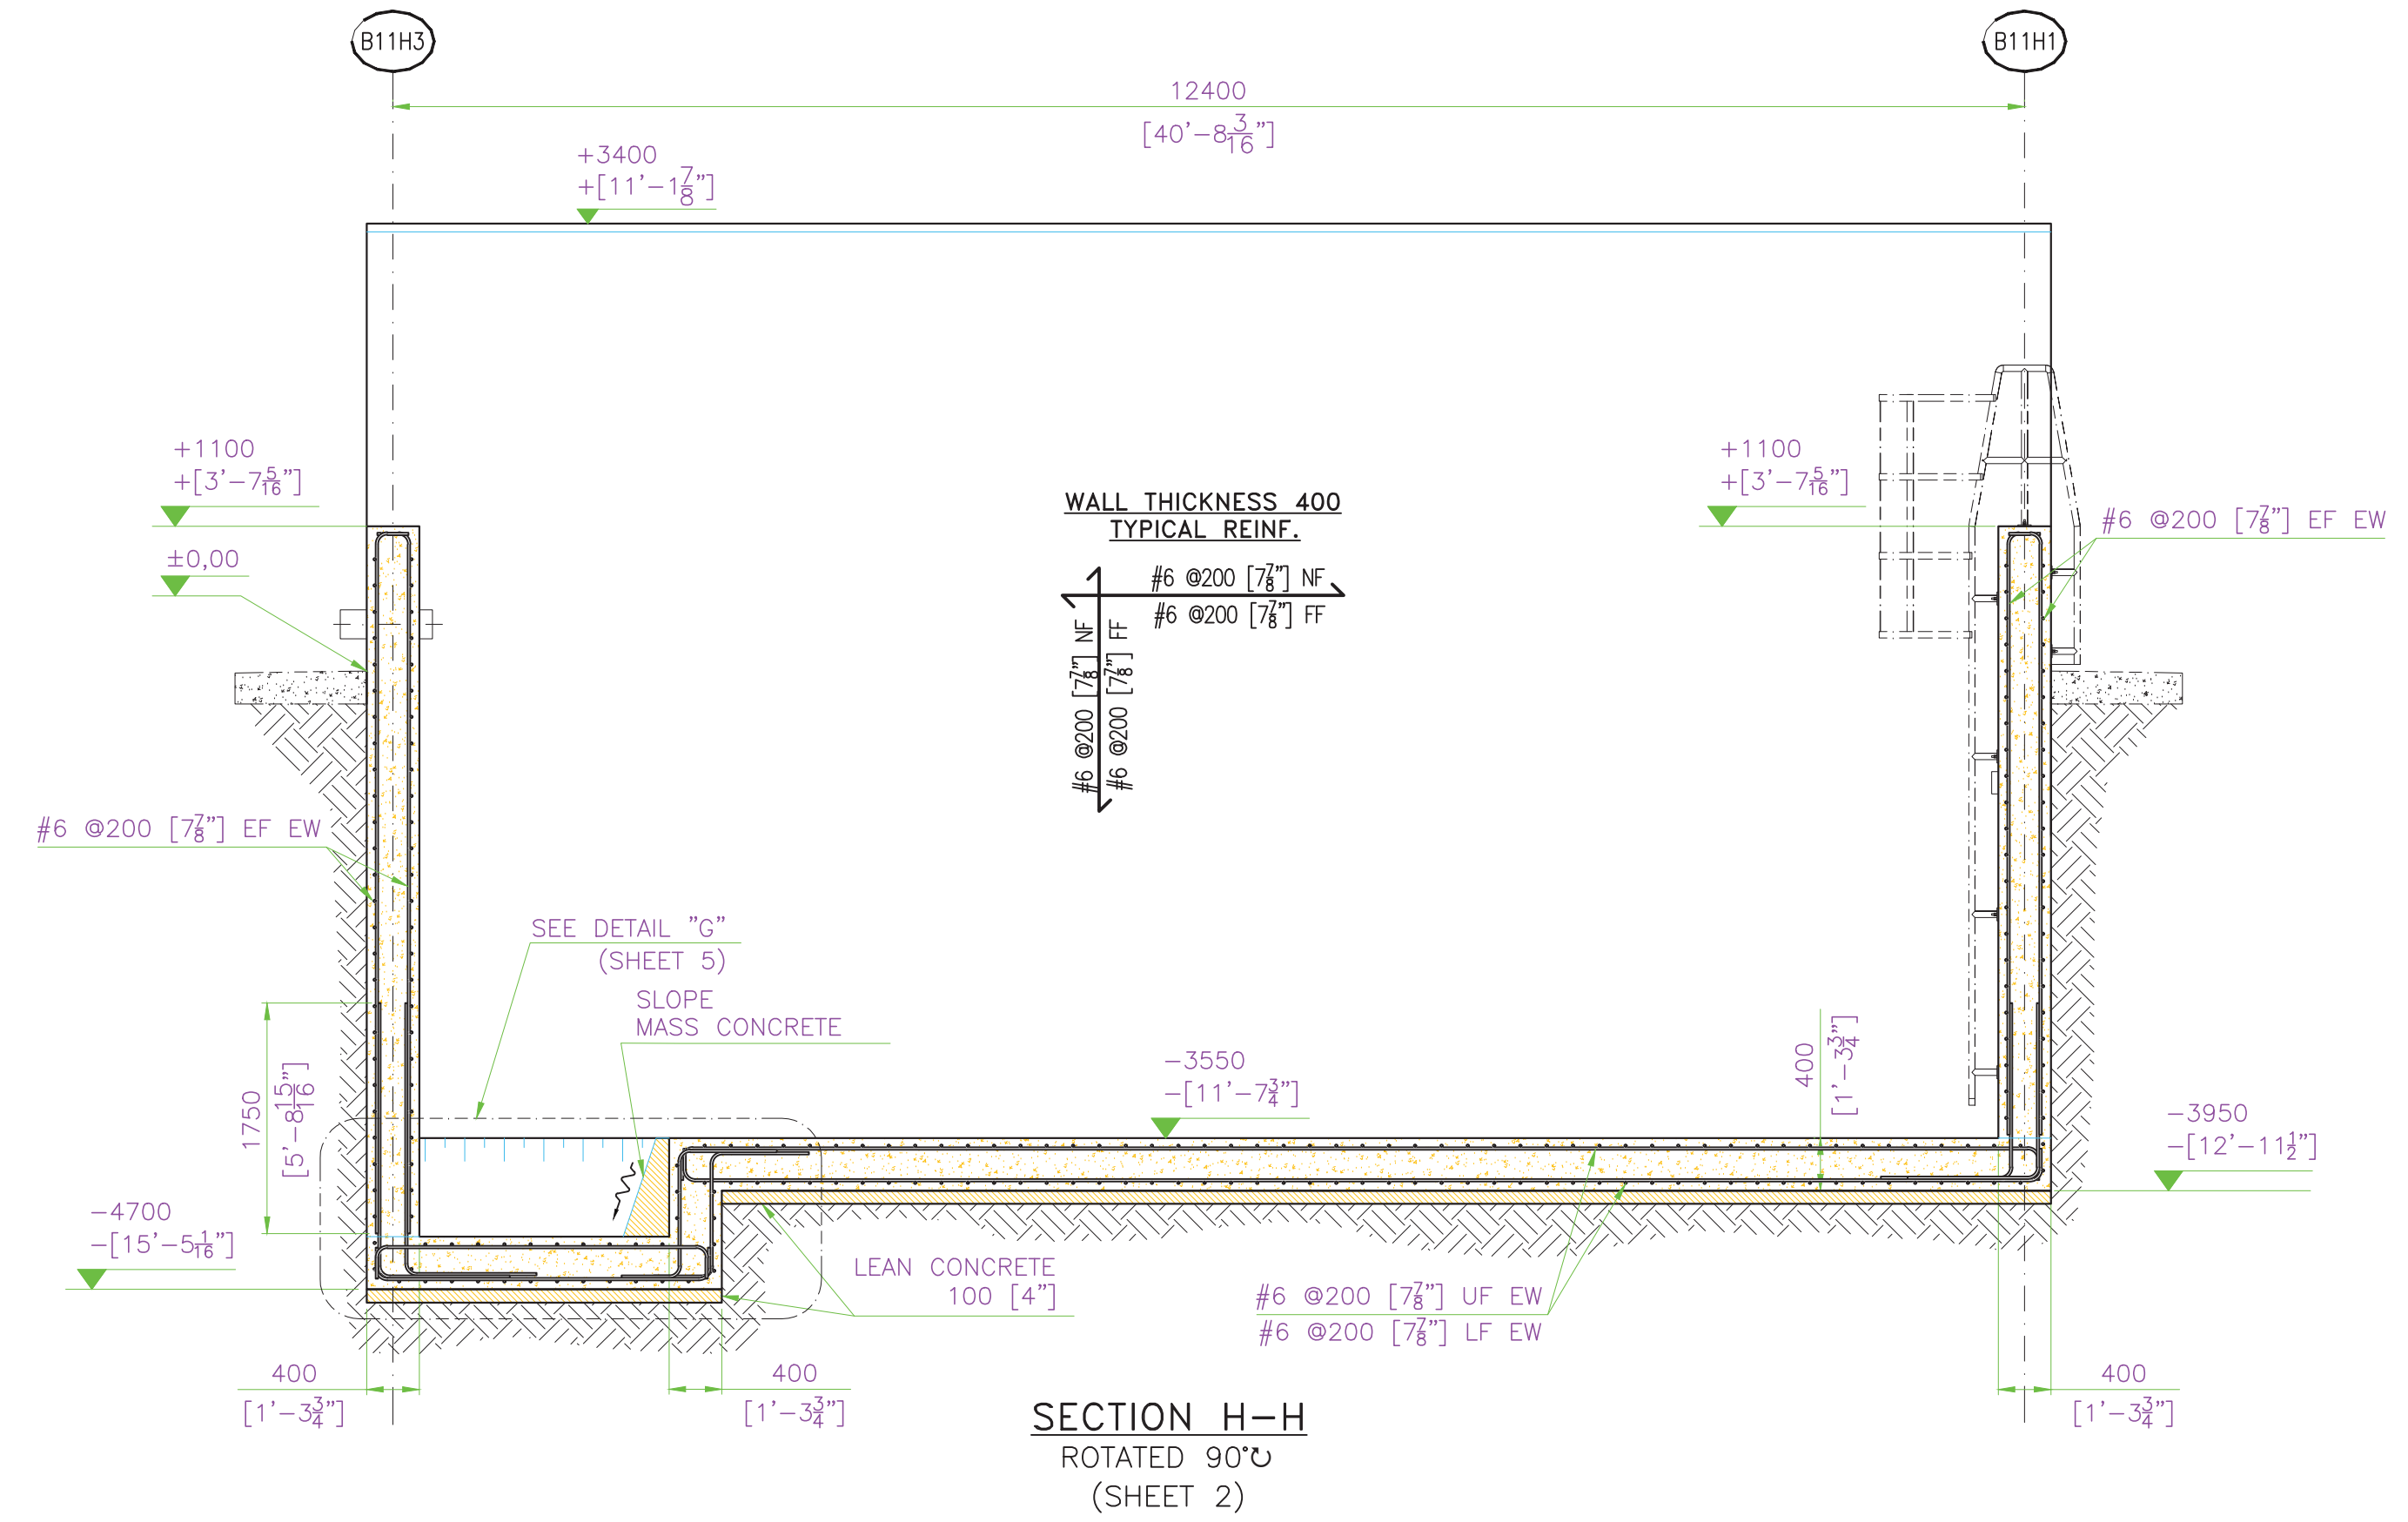 B11H3
B11H1
12400
[40’-8 3/16”]
+3400
+[11’-1 7/8”]
+1100
+[3’-7 5/16”]
+1100
+[3’-7 5/16”]
WALL THICKNESS 400
TYPICAL REINF.
#6 @200 [7 7/8”] EF EW
±0,00
#6 @200 [7 7/8”] NF
#6 @200 [7 7/8”] FF
#6 @200 [7 7/8”] NF
#6 @200 [7 7/8”] FF
#6 @200 [7 7/8”] EF EW
SEE DETAIL ”G”
(SHEET 5)
SLOPE
MASS CONCRETE
1750
[5’-8 15/16”]
-3550
-[11’-7 3/4”]
400
[1’-3 3/4”]
-3950
-[12’-11 1/2”]
-4700
-[15’-5 1/16”]
LEAN CONCRETE
100 [4”]
#6 @200 [7 7/8”] UF EW
#6 @200 [7 7/8”] LF EW
400
[1’-3 3/4”]
400
[1’-3 3/4”]
400
[1’-3 3/4”]
SECTION H-H
ROTATED 90°↻
(SHEET 2)